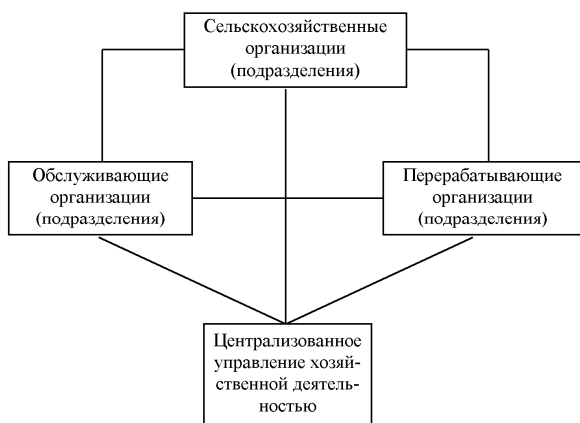 Сельскохозяйственные
организации
(подразделения)
Обслуживающие
организации
(подразделения)
Перерабатывающие
организации
(подразделения)
Централизованное
управление хозяй-
ственной деятель-
ностью